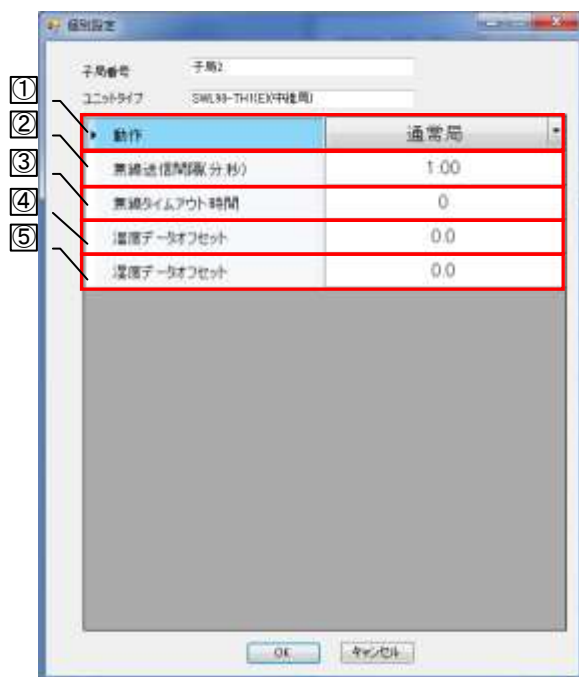 個別設定
子局番号 子局2
ユニットタイプ SWL90-TH1(EX)(中継局)
① 動作 通常局
② 無線送信間隔(分.秒) 1.00
③ 無線タイムアウト時間 0
④ 温度データオフセット 0.0
⑤ 湿度データオフセット 0.0
OK キャンセル